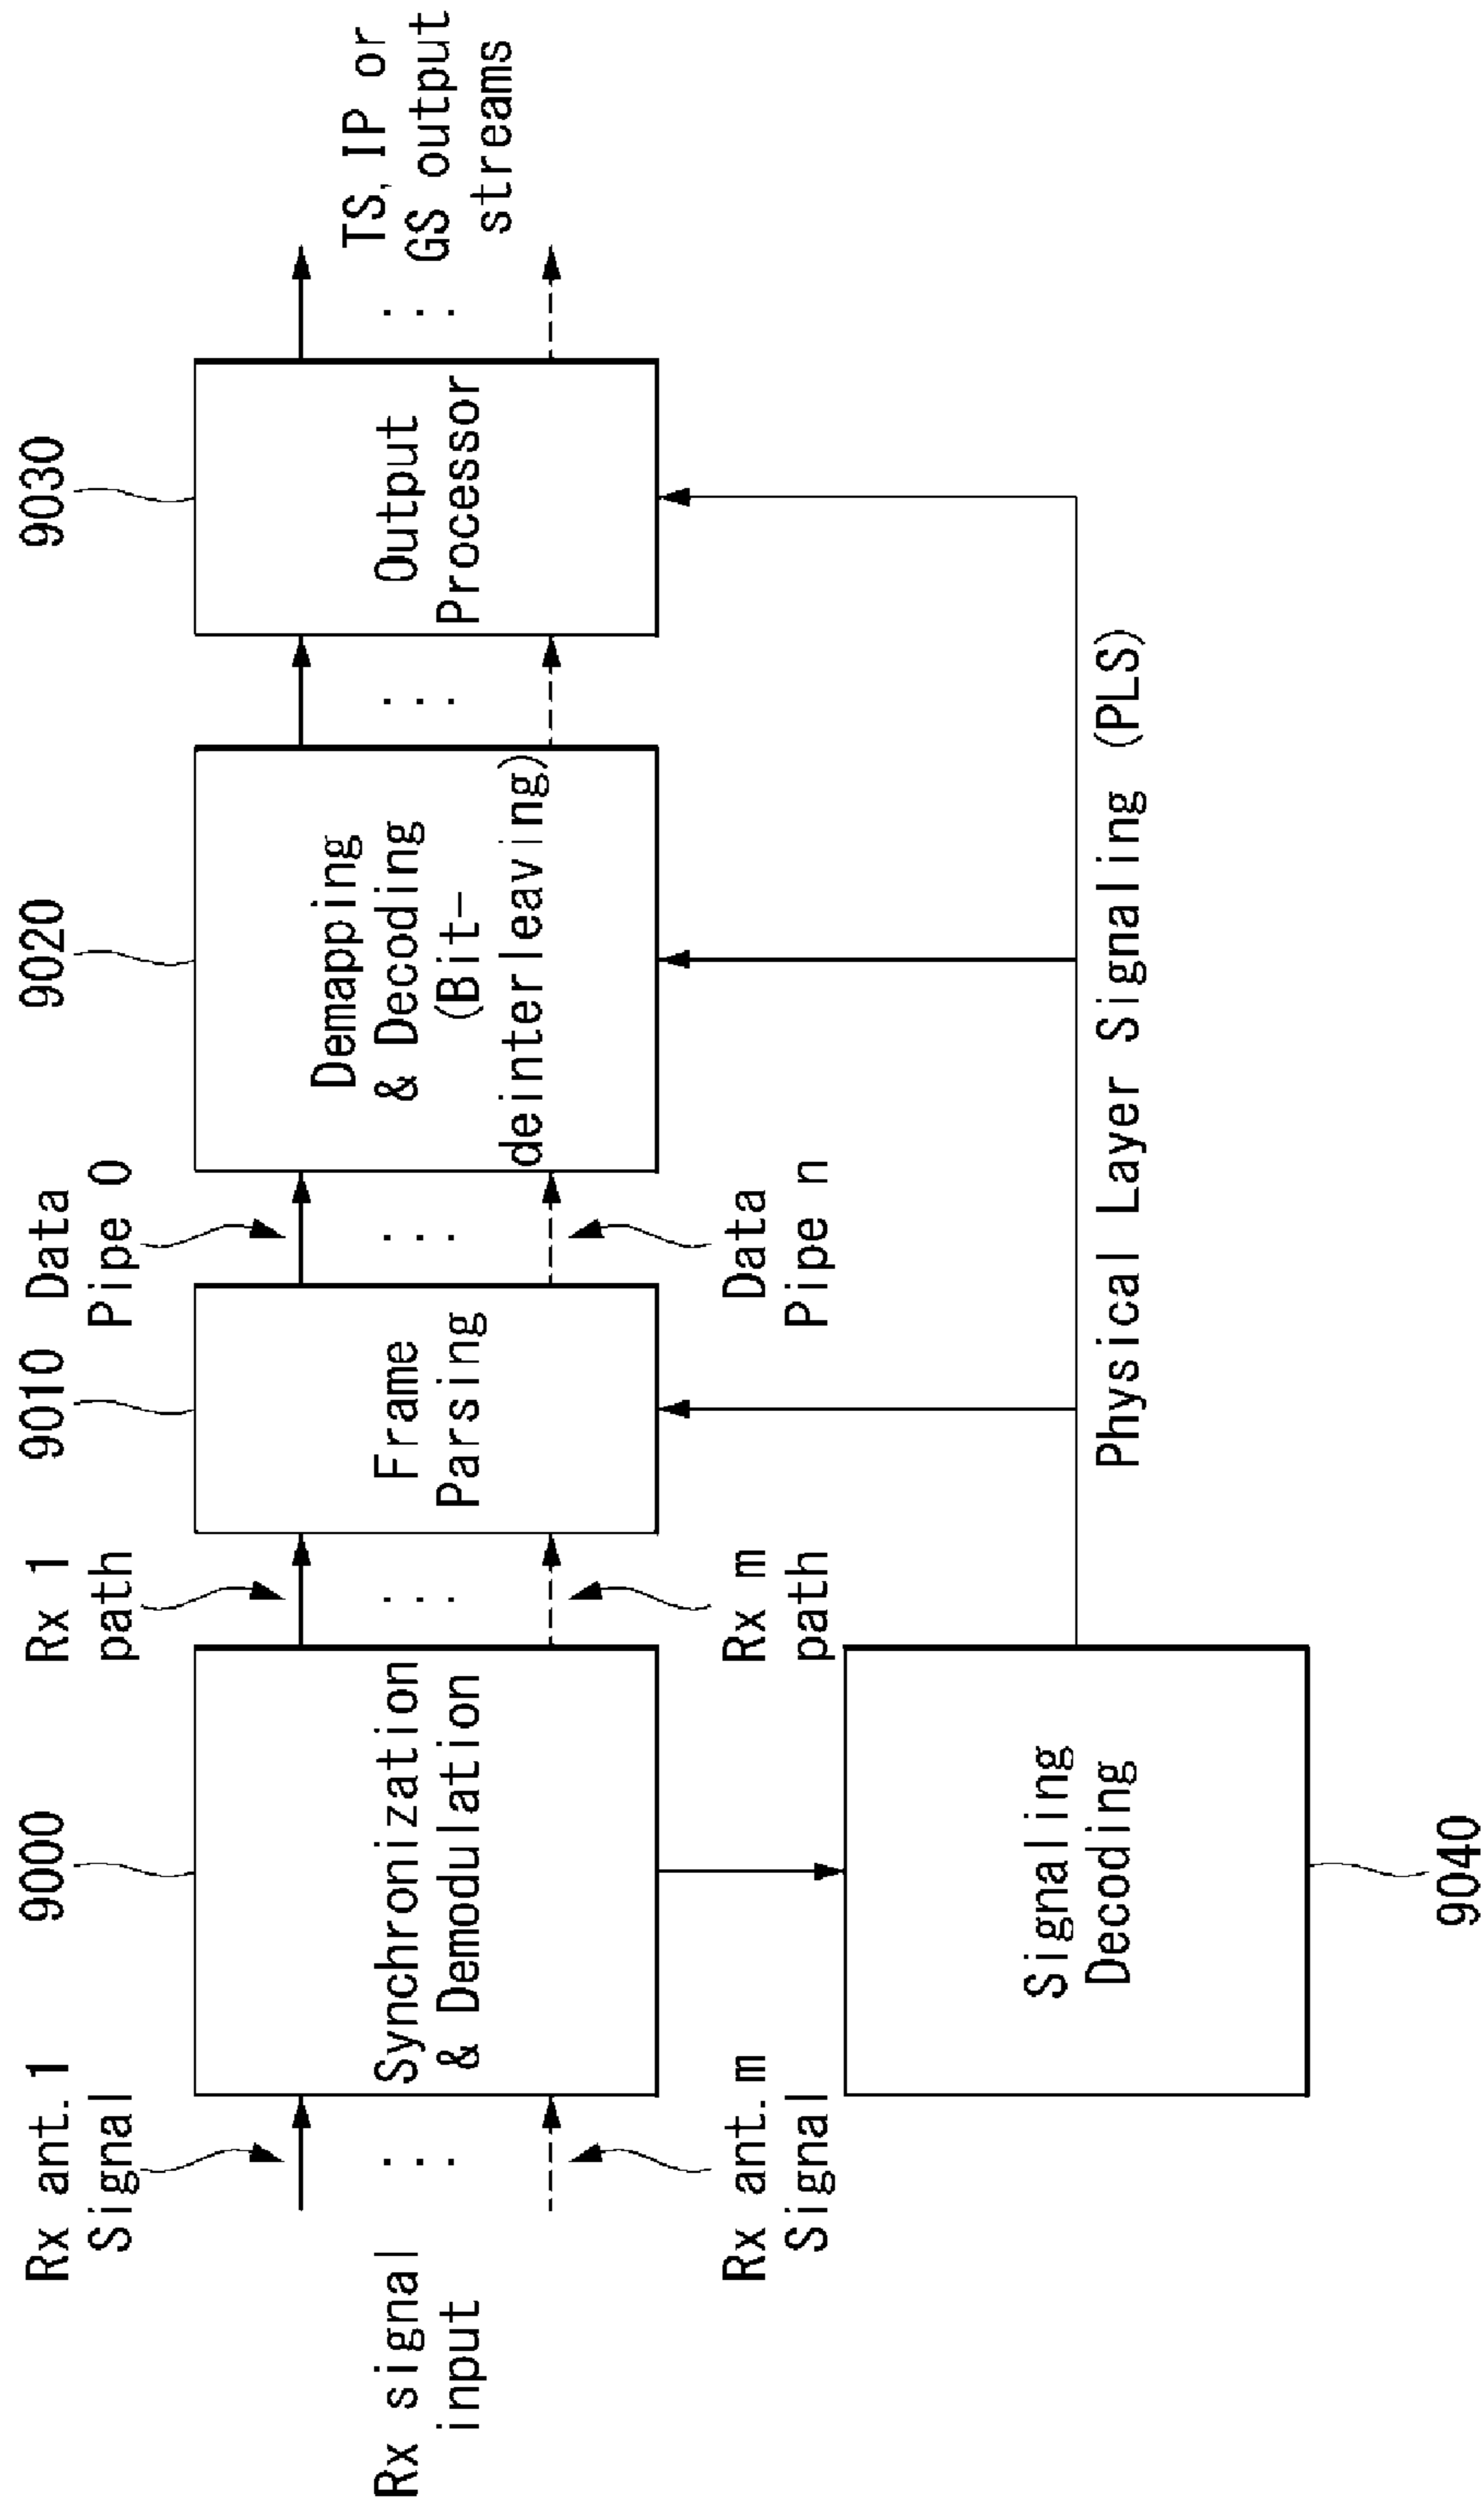 Rx ant.1
Signal
9000
Rx 1
path
9010
Data
Pipe 0
9020
9030
Rx signal
input
Synchronization
& Demodulation
Frame
Parsing
Demapping
& Decoding
(Bit-
deinterleaving)
Output
Processor
TS, IP or
GS output
streams
Rx ant.m
Signal
Rx m
path
Data
Pipe n
Signaling
Decoding
Physical Layer Signaling (PLS)
9040